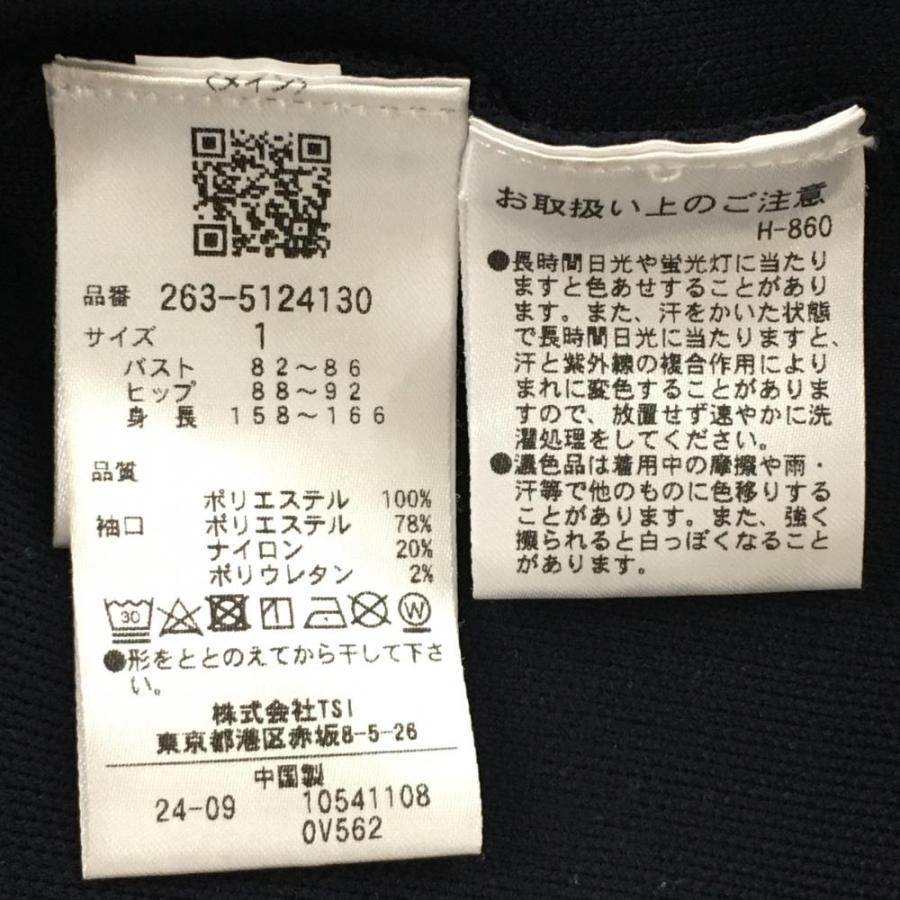 〈メイン〉
品番 263-5124130
サイズ 1
バスト 82～86
ヒップ 88～92
身長 158～166
品質
ポリエステル 100%
袖口 ポリエステル 78%
ナイロン 20%
ポリウレタン 2%
30 W
●形をととのえてから干して下さ
い。
株式会社TSI
東京都港区赤坂8-5-26
中国製
24-09 10541108
0V562
お取扱い上のご注意
H-860
●長時間日光や蛍光灯に当たり
ますと色あせすることがあり
ます。また、汗をかいた状態
で長時間日光に当たりますと、
汗と紫外線の複合作用により
まれに変色することがありま
すので、放置せず速やかに洗
濯処理をしてください。
●濃色品は着用中の摩擦や雨・
汗等で他のものに色移りする
ことがあります。また、強く
擦られると白っぽくなること
があります。